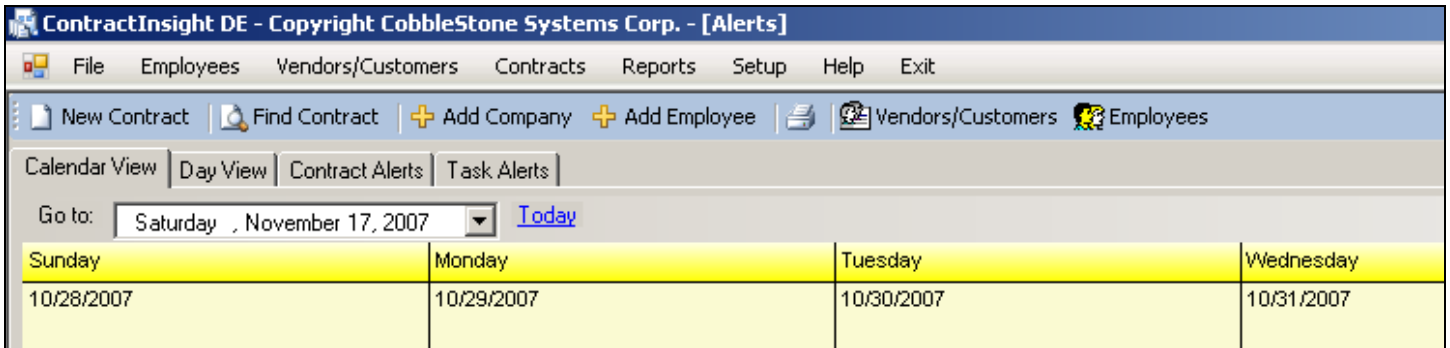 ContractInsight DE - Copyright CobbleStone Systems Corp. - [Alerts]
File Employees Vendors/Customers Contracts Reports Setup Help Exit
New Contract Find Contract Add Company Add Employee Vendors/Customers Employees
Calendar View Day View Contract Alerts Task Alerts
Go to: Saturday , November 17, 2007 Today
Sunday Monday Tuesday Wednesday
10/28/2007 10/29/2007 10/30/2007 10/31/2007